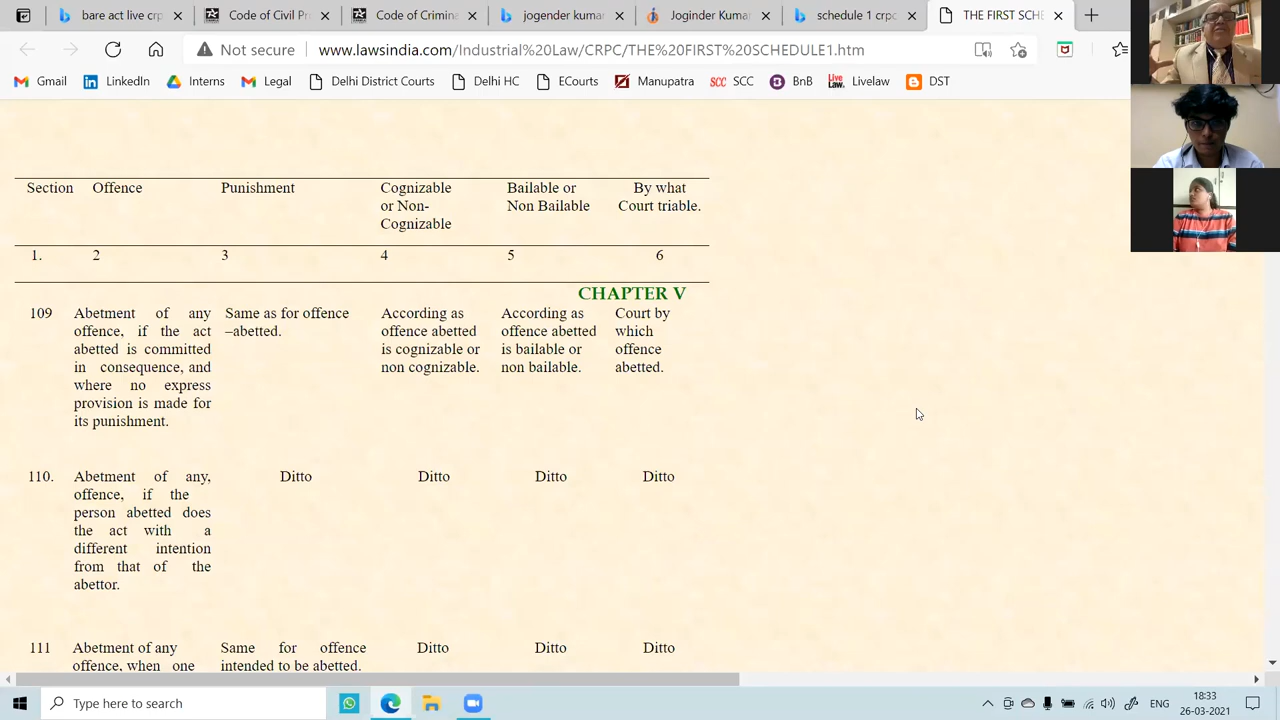 bare act live crp
Code of Civil Pr
Code of Criminal
jogender kumar
Joginder Kuma
schedule 1 crpc
THE FIRST SCHE
Not secure www.lawsindia.com/Industrial%20Law/CRPC/THE%20FIRST%20SCHEDULE1.htm
Gmail LinkedIn Interns Legal Delhi District Courts Delhi HC ECourts Manupatra SCC SCC BnB Live Law. Livelaw DST
Section Offence Punishment Cognizable Bailable or By what
or Non- Non Bailable Court triable.
Cognizable
1. 2 3 4 5 6
CHAPTER V
109 Abetment of any Same as for offence According as According as Court by
offence, if the act –abetted. offence abetted offence abetted which
abetted is committed is cognizable or is bailable or offence
in consequence, and non cognizable. non bailable. abetted.
where no express
provision is made for
its punishment.
110. Abetment of any, Ditto Ditto Ditto Ditto
offence, if the
person abetted does
the act with a
different intention
from that of the
abettor.
111 Abetment of any Same for offence Ditto Ditto Ditto
offence, when one intended to be abetted.
Type here to search
ENG
18:33
26-03-2021